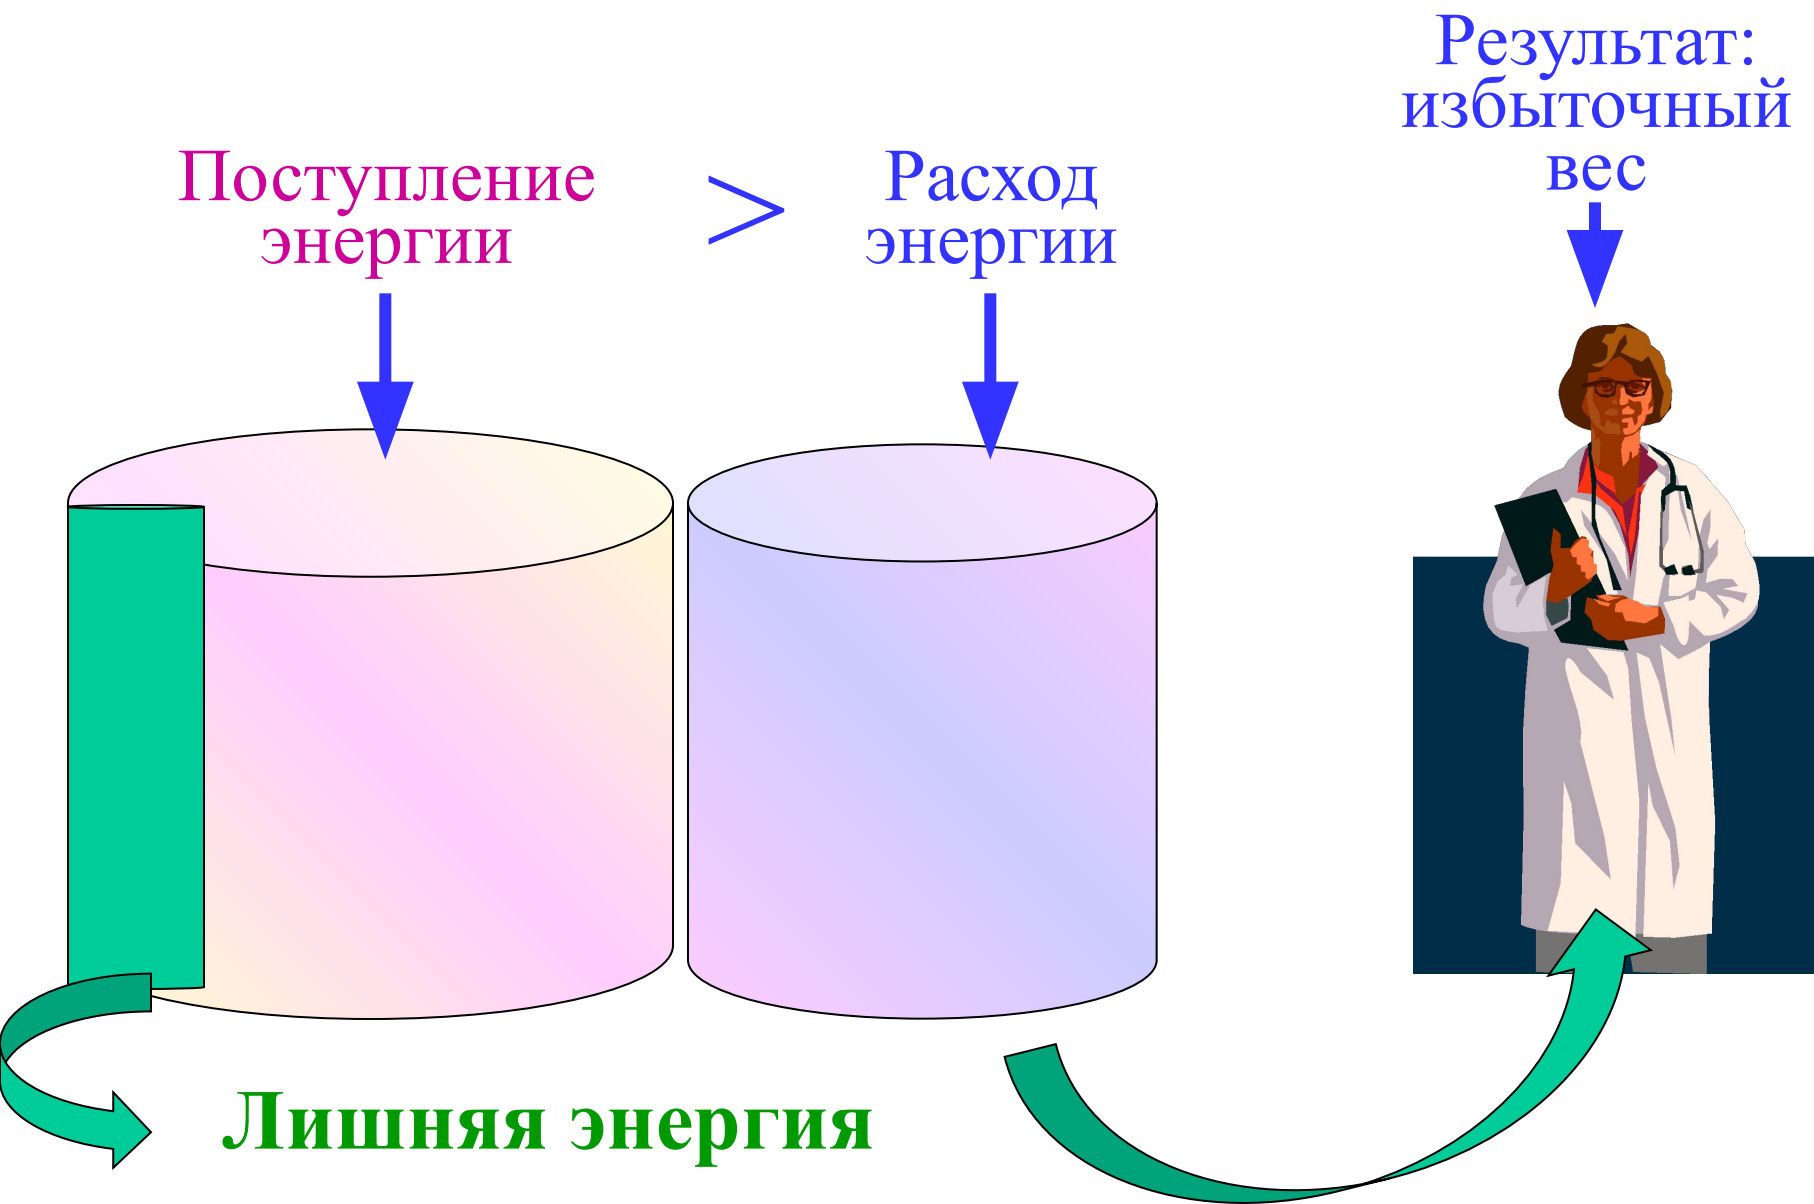 Поступление
энергии
>
Расход
энергии
Результат:
избыточный
вес
Лишняя энергия